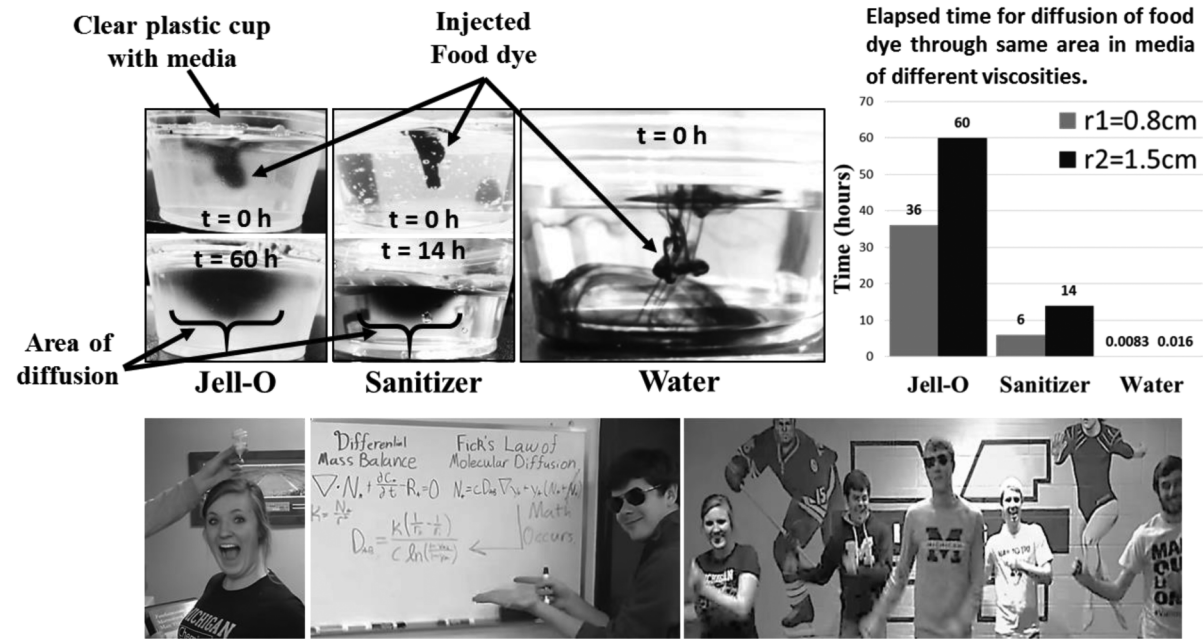 Clear plastic cup
with media
Injected
Food dye
t = 0 h
t = 60 h
t = 0 h
t = 14 h
t = 0 h
Area of
diffusion
Jell-O
Sanitizer
Water
Elapsed time for diffusion of food
dye through same area in media
of different viscosities.
Time (hours)
70
60
50
40
30
20
10
0
r1=0.8cm
r2=1.5cm
36
60
6
14
0.0083
0.016
Jell-O
Sanitizer
Water
MICHIGAN
Differential
Mass Balance
Fick's Law of
Molecular Diffusion
Math
Occurs
15
MICHIGAN
M
MICHIGAN